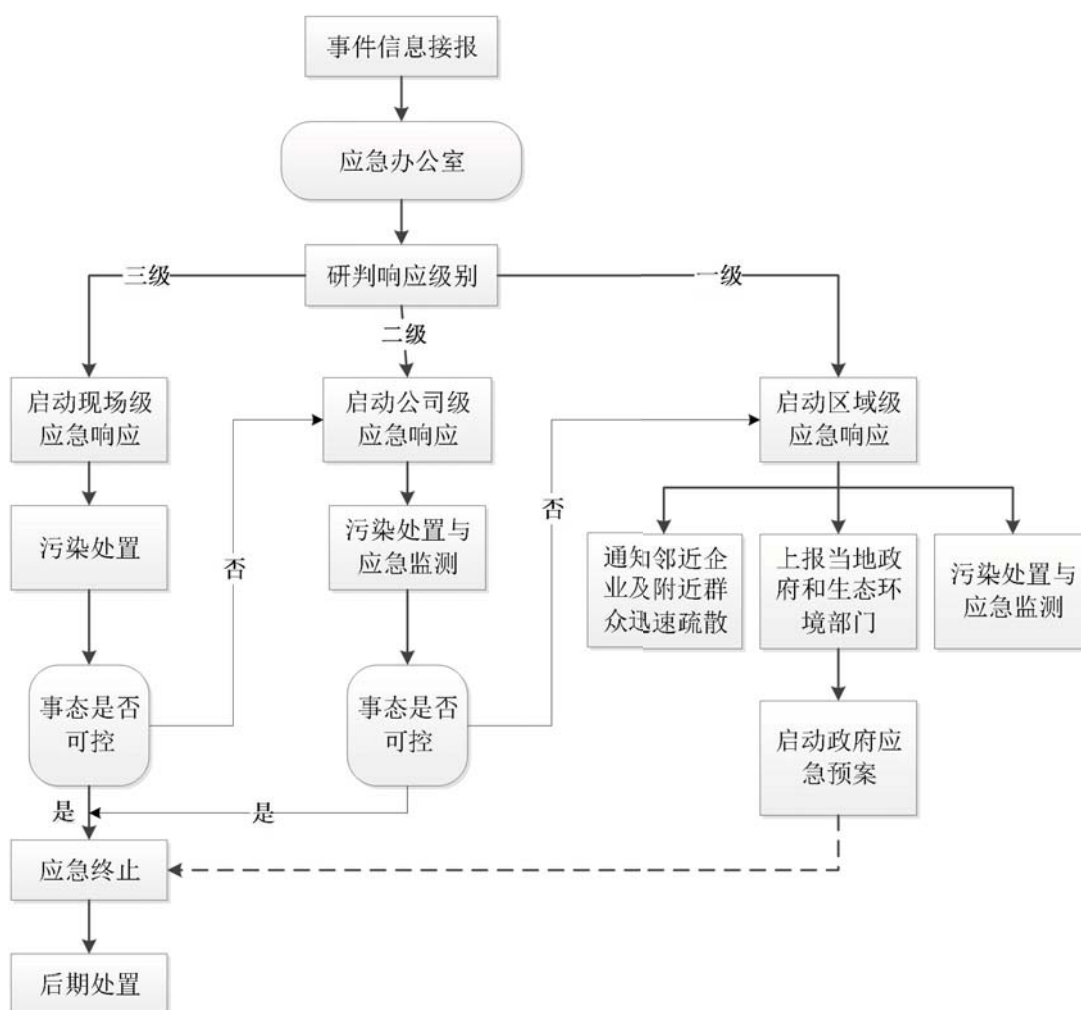 事件信息接报
应急办公室
研判响应级别
三级
二级
一级
启动现场级
应急响应
启动公司级
应急响应
启动区域级
应急响应
污染处置
污染处置与
应急监测
否
否
通知邻近企
业及附近群
众迅速疏散
上报当地政
府和生态环
境部门
污染处置与
应急监测
事态是否
可控
事态是否
可控
启动政府应
急预案
是
是
应急终止
后期处置